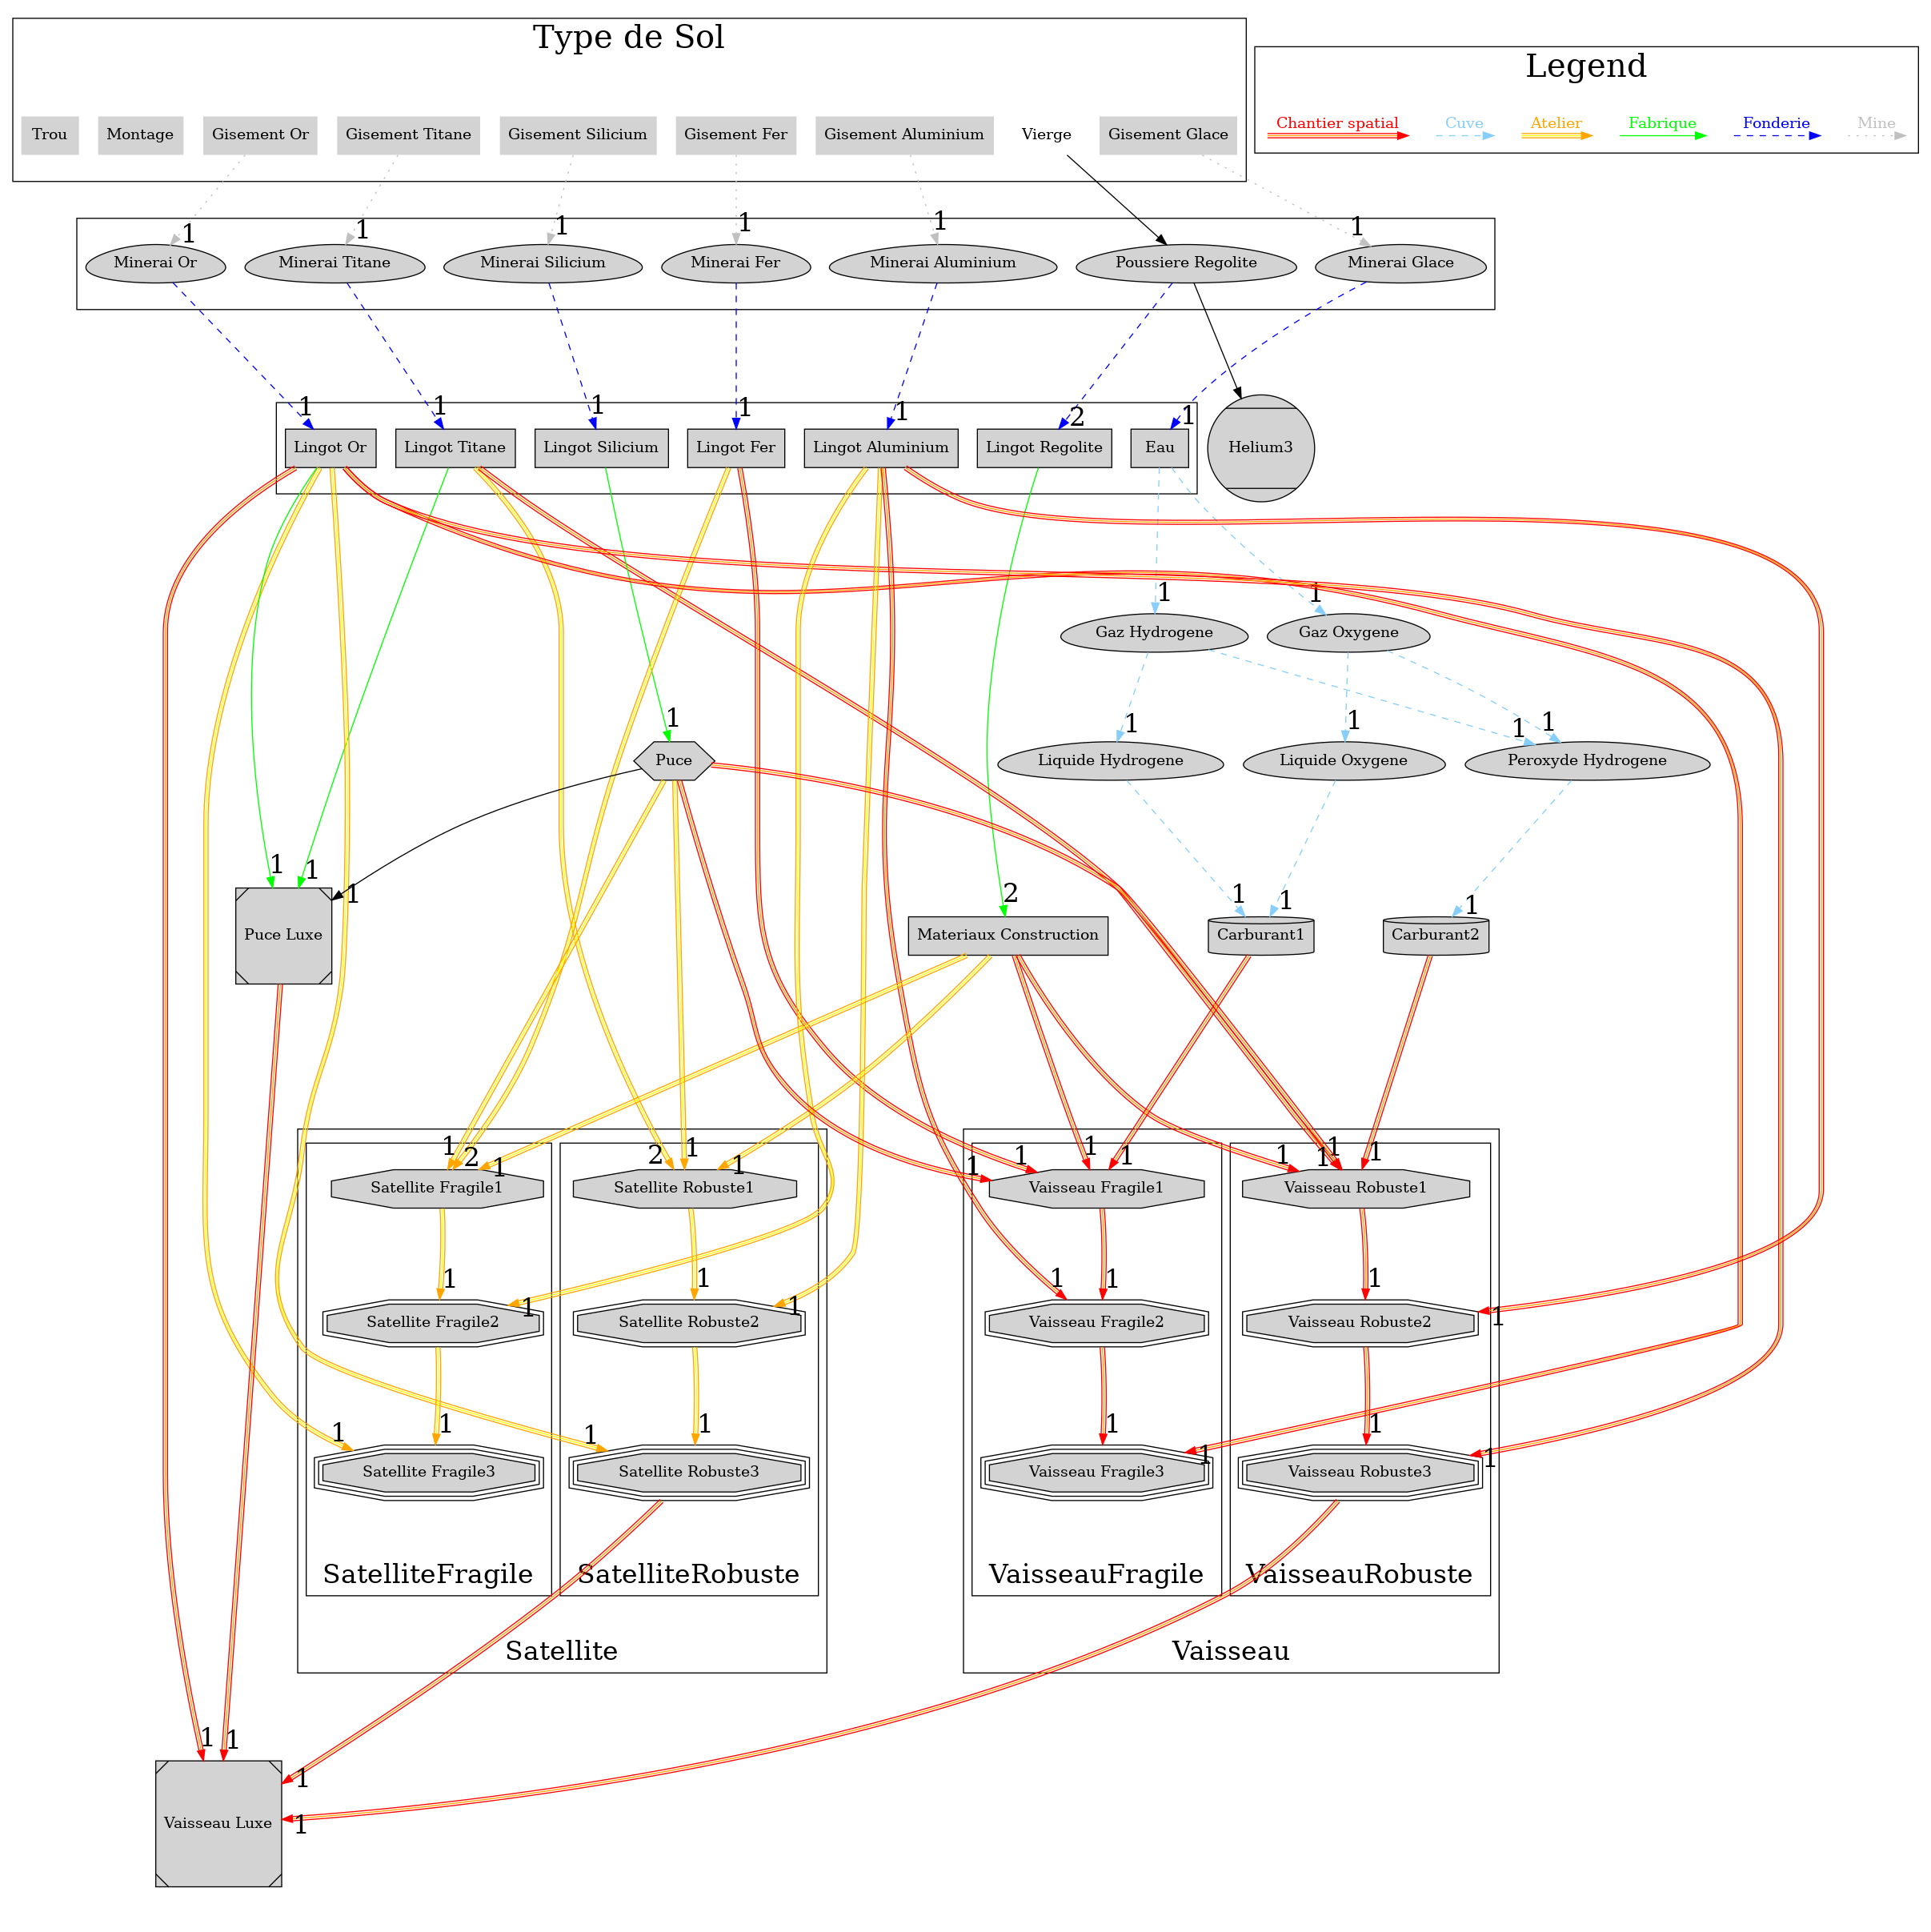 Type de Sol
Legend
Chantier spatial
Cuve
Atelier
Fabrique
Fonderie
Mine
Trou
Montage
Gisement Or
Gisement Titane
Gisement Silicium
Gisement Fer
Gisement Aluminium
Vierge
Gisement Glace
1
1
1
1
1
1
Minerai Or
Minerai Titane
Minerai Silicium
Minerai Fer
Minerai Aluminium
Poussiere Regolite
Minerai Glace
1
1
1
1
1
2
1
Lingot Or
Lingot Titane
Lingot Silicium
Lingot Fer
Lingot Aluminium
Lingot Regolite
Eau
Helium3
1
1
Gaz Hydrogene
Gaz Oxygene
1
1
1
1
1
Puce
Liquide Hydrogene
Liquide Oxygene
Peroxyde Hydrogene
1
1
1
2
1
1
1
Puce Luxe
Materiaux Construction
Carburant1
Carburant2
1
2
1
2
1
1
1
1
1
1
1
1
1
1
Satellite Fragile1
Satellite Robuste1
Vaisseau Fragile1
Vaisseau Robuste1
1
1
1
1
1
1
1
1
Satellite Fragile2
Satellite Robuste2
Vaisseau Fragile2
Vaisseau Robuste2
1
1
1
1
1
1
1
1
Satellite Fragile3
Satellite Robuste3
Vaisseau Fragile3
Vaisseau Robuste3
SatelliteFragile
SatelliteRobuste
VaisseauFragile
VaisseauRobuste
Satellite
Vaisseau
1
1
1
1
Vaisseau Luxe